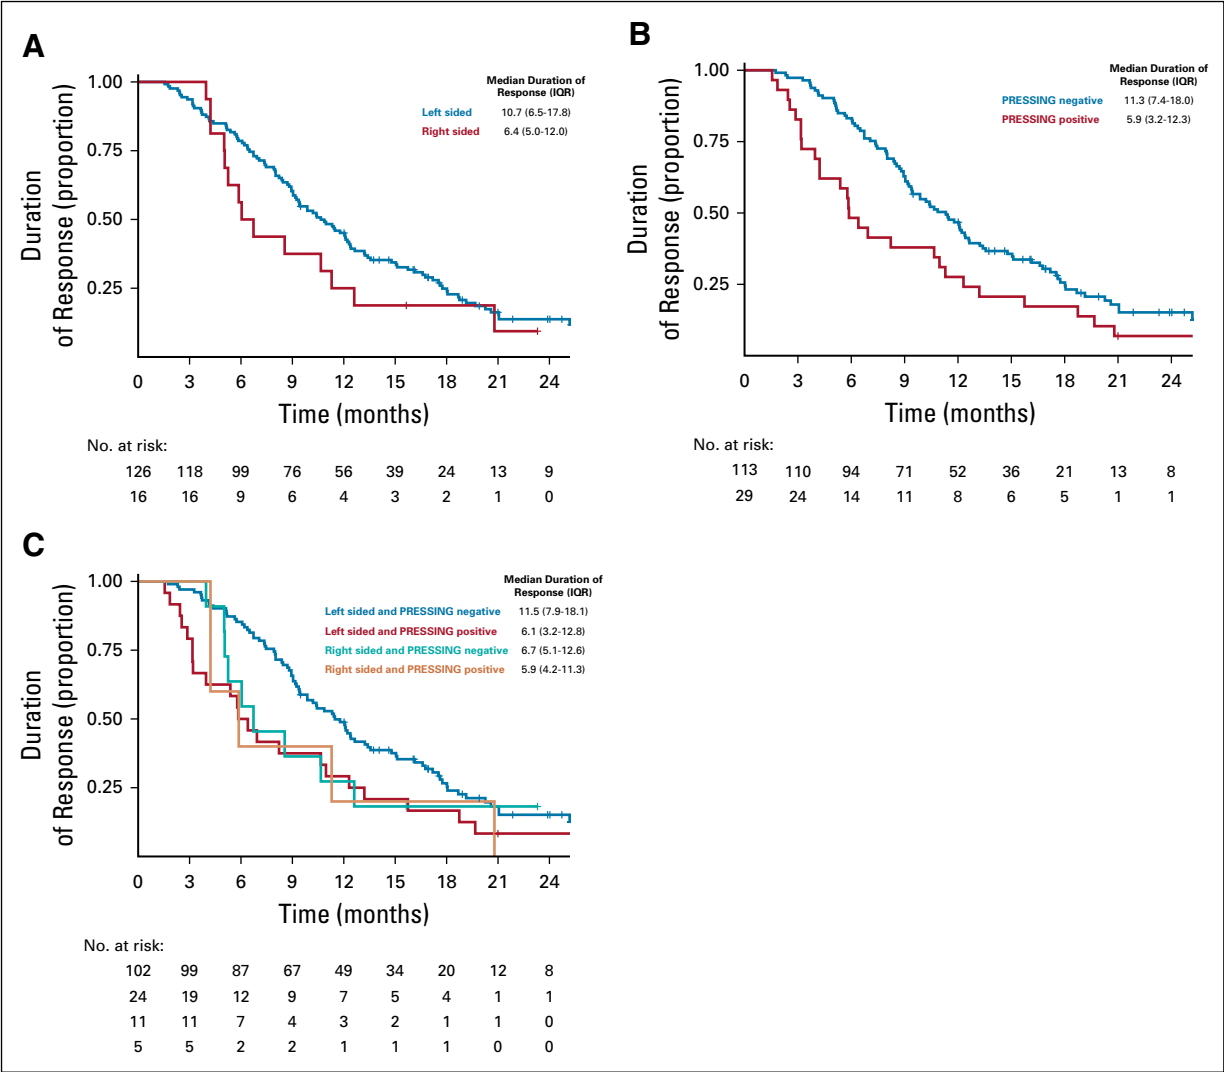 A
Duration
of Response (proportion)
1.00
0.75
0.50
0.25
Median Duration of
Response (IQR)
Left sided 10.7 (6.5-17.8)
Right sided 6.4 (5.0-12.0)
0 3 6 9 12 15 18 21 24
Time (months)
No. at risk:
126 118 99 76 56 39 24 13 9
16 16 9 6 4 3 2 1 0
B
Duration
of Response (proportion)
1.00
0.75
0.50
0.25
Median Duration of
Response (IQR)
PRESSING negative 11.3 (7.4-18.0)
PRESSING positive 5.9 (3.2-12.3)
0 3 6 9 12 15 18 21 24
Time (months)
No. at risk:
113 110 94 71 52 36 21 13 8
29 24 14 11 8 6 5 1 1
C
Duration
of Response (proportion)
1.00
0.75
0.50
0.25
Median Duration of
Response (IQR)
Left sided and PRESSING negative 11.5 (7.9-18.1)
Left sided and PRESSING positive 6.1 (3.2-12.8)
Right sided and PRESSING negative 6.7 (5.1-12.6)
Right sided and PRESSING positive 5.9 (4.2-11.3)
0 3 6 9 12 15 18 21 24
Time (months)
No. at risk:
102 99 87 67 49 34 20 12 8
24 19 12 9 7 5 4 1 1
11 11 7 4 3 2 1 1 0
5 5 2 2 1 1 1 0 0